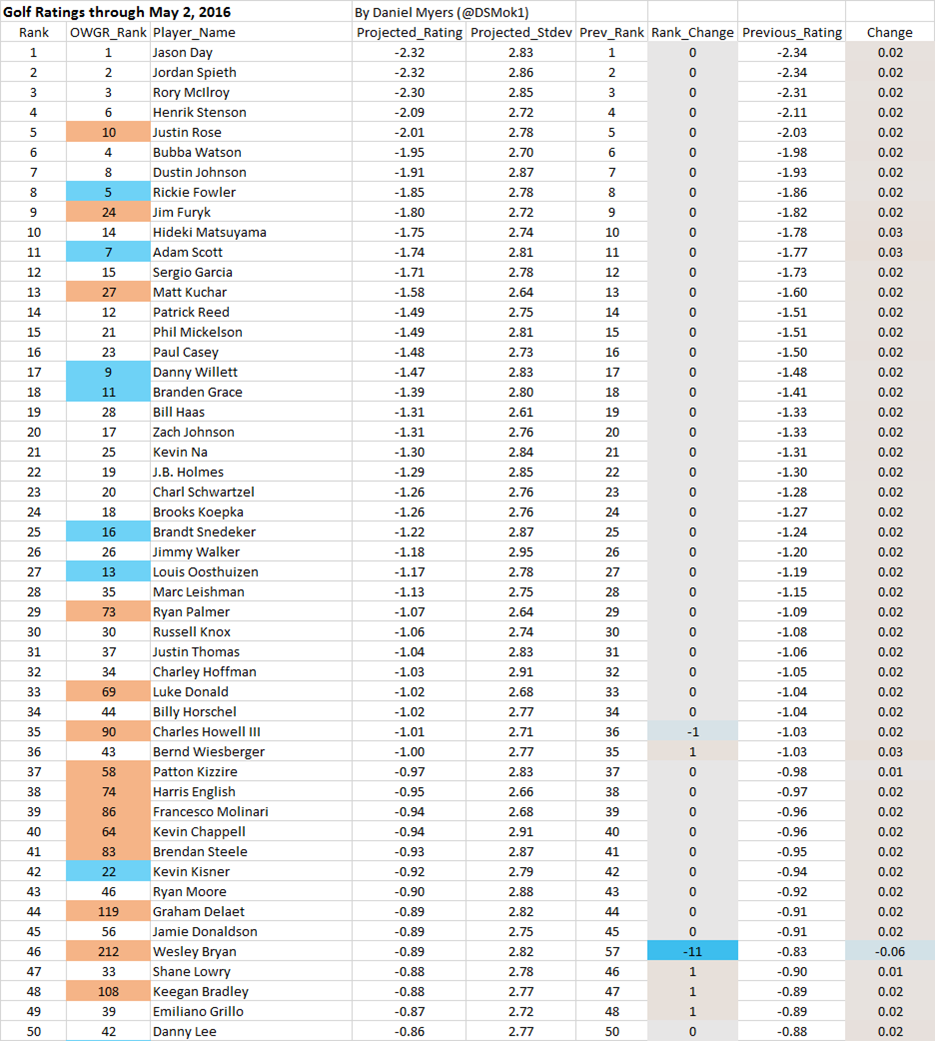 Golf Ratings through May 2, 2016 By Daniel Myers (@DSMok1)
Rank OWGR_Rank Player_Name Projected_Rating Projected_Stdev Prev_Rank Rank_Change Previous_Rating Change
1 1 Jason Day -2.32 2.83 1 0 -2.34 0.02
2 2 Jordan Spieth -2.32 2.86 2 0 -2.34 0.02
3 3 Rory McIlroy -2.30 2.85 3 0 -2.31 0.02
4 6 Henrik Stenson -2.09 2.72 4 0 -2.11 0.02
5 10 Justin Rose -2.01 2.78 5 0 -2.03 0.02
6 4 Bubba Watson -1.95 2.70 6 0 -1.98 0.02
7 8 Dustin Johnson -1.91 2.87 7 0 -1.93 0.02
8 5 Rickie Fowler -1.85 2.78 8 0 -1.86 0.02
9 24 Jim Furyk -1.80 2.72 9 0 -1.82 0.02
10 14 Hideki Matsuyama -1.75 2.74 10 0 -1.78 0.03
11 7 Adam Scott -1.74 2.81 11 0 -1.77 0.03
12 15 Sergio Garcia -1.71 2.78 12 0 -1.73 0.02
13 27 Matt Kuchar -1.58 2.64 13 0 -1.60 0.02
14 12 Patrick Reed -1.49 2.75 14 0 -1.51 0.02
15 21 Phil Mickelson -1.49 2.81 15 0 -1.51 0.02
16 23 Paul Casey -1.48 2.73 16 0 -1.50 0.02
17 9 Danny Willett -1.47 2.83 17 0 -1.48 0.02
18 11 Branden Grace -1.39 2.80 18 0 -1.41 0.02
19 28 Bill Haas -1.31 2.61 19 0 -1.33 0.02
20 17 Zach Johnson -1.31 2.76 20 0 -1.33 0.02
21 25 Kevin Na -1.30 2.84 21 0 -1.31 0.02
22 19 J.B. Holmes -1.29 2.85 22 0 -1.30 0.02
23 20 Charl Schwartzel -1.26 2.76 23 0 -1.28 0.02
24 18 Brooks Koepka -1.26 2.76 24 0 -1.27 0.02
25 16 Brandt Snedeker -1.22 2.87 25 0 -1.24 0.02
26 26 Jimmy Walker -1.18 2.95 26 0 -1.20 0.02
27 13 Louis Oosthuizen -1.17 2.78 27 0 -1.19 0.02
28 35 Marc Leishman -1.13 2.75 28 0 -1.15 0.02
29 73 Ryan Palmer -1.07 2.64 29 0 -1.09 0.02
30 30 Russell Knox -1.06 2.74 30 0 -1.08 0.02
31 37 Justin Thomas -1.04 2.83 31 0 -1.06 0.02
32 34 Charley Hoffman -1.03 2.91 32 0 -1.05 0.02
33 69 Luke Donald -1.02 2.68 33 0 -1.04 0.02
34 44 Billy Horschel -1.02 2.77 34 0 -1.04 0.02
35 90 Charles Howell III -1.01 2.71 36 -1 -1.03 0.02
36 43 Bernd Wiesberger -1.00 2.77 35 1 -1.03 0.03
37 58 Patton Kizzire -0.97 2.83 37 0 -0.98 0.01
38 74 Harris English -0.95 2.66 38 0 -0.97 0.02
39 86 Francesco Molinari -0.94 2.68 39 0 -0.96 0.02
40 64 Kevin Chappell -0.94 2.91 40 0 -0.96 0.02
41 83 Brendan Steele -0.93 2.87 41 0 -0.95 0.02
42 22 Kevin Kisner -0.92 2.79 42 0 -0.94 0.02
43 46 Ryan Moore -0.90 2.88 43 0 -0.92 0.02
44 119 Graham Delaet -0.89 2.82 44 0 -0.91 0.02
45 56 Jamie Donaldson -0.89 2.75 45 0 -0.91 0.02
46 212 Wesley Bryan -0.89 2.82 57 -11 -0.83 -0.06
47 33 Shane Lowry -0.88 2.78 46 1 -0.90 0.01
48 108 Keegan Bradley -0.88 2.77 47 1 -0.89 0.02
49 39 Emiliano Grillo -0.87 2.72 48 1 -0.89 0.02
50 42 Danny Lee -0.86 2.77 50 0 -0.88 0.02